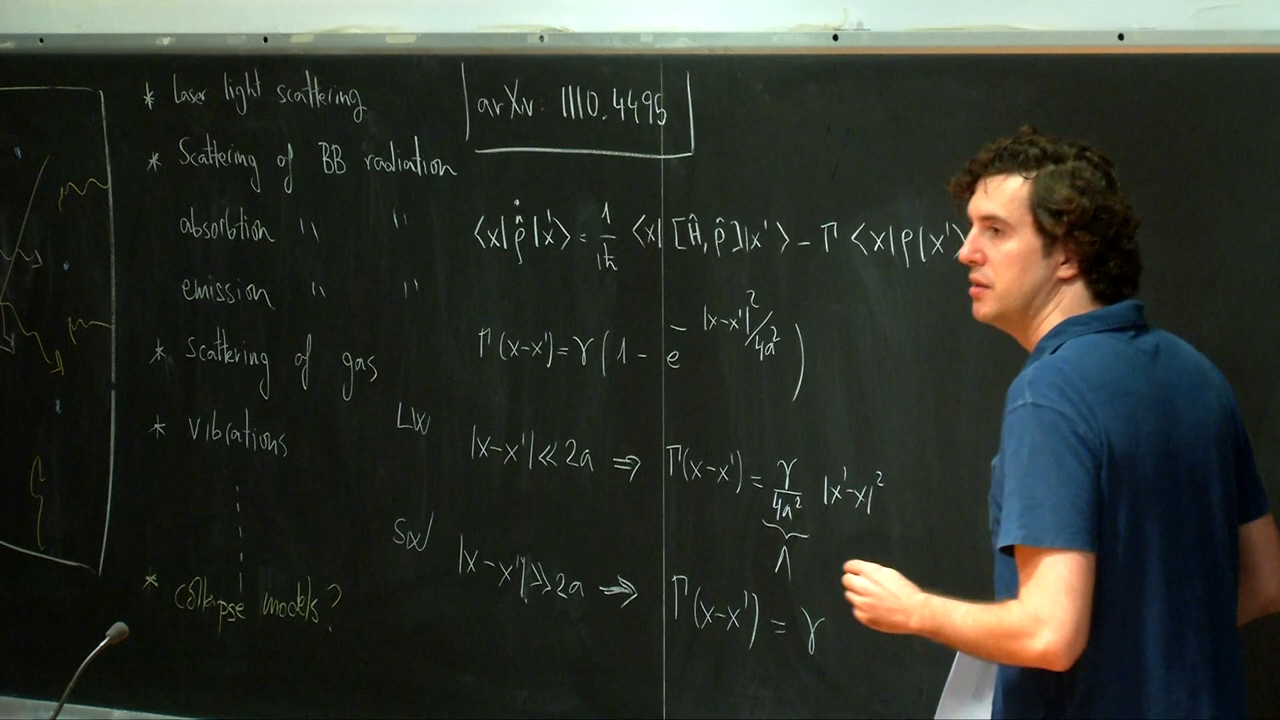 * Laser light scattering
* Scattering of BB radiation
absorbtion " "
emission " "
* Scattering of gas
* vibrations
* collapse models?
arXiv: 1110.4495
⟨x|ρ̂̇|x'⟩ = 1/iħ ⟨x|[Ĥ,ρ̂]|x'⟩ - Γ ⟨x|ρ|x'⟩
Γ(x-x') = γ(1 - e^{-|x-x'|²/4a²})
LW |x-x'| ≪ 2a ⇒ Γ(x-x') = γ/4a² |x'-x|²
Λ
SW |x-x'| ≫ 2a ⇒ Γ(x-x') = γ